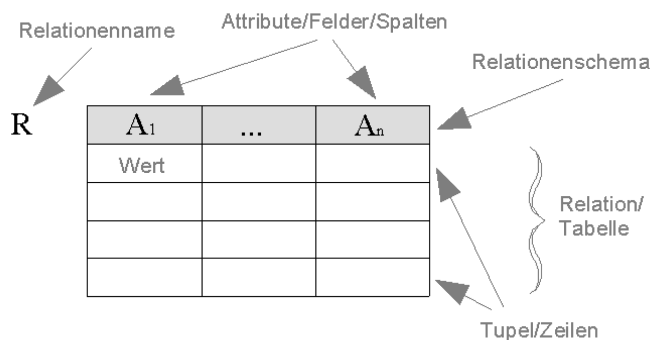 Attribute/Felder/Spalten
Relationenname
Relationenschema
R
A1
...
An
Wert
Relation/
Tabelle
Tupel/Zeilen